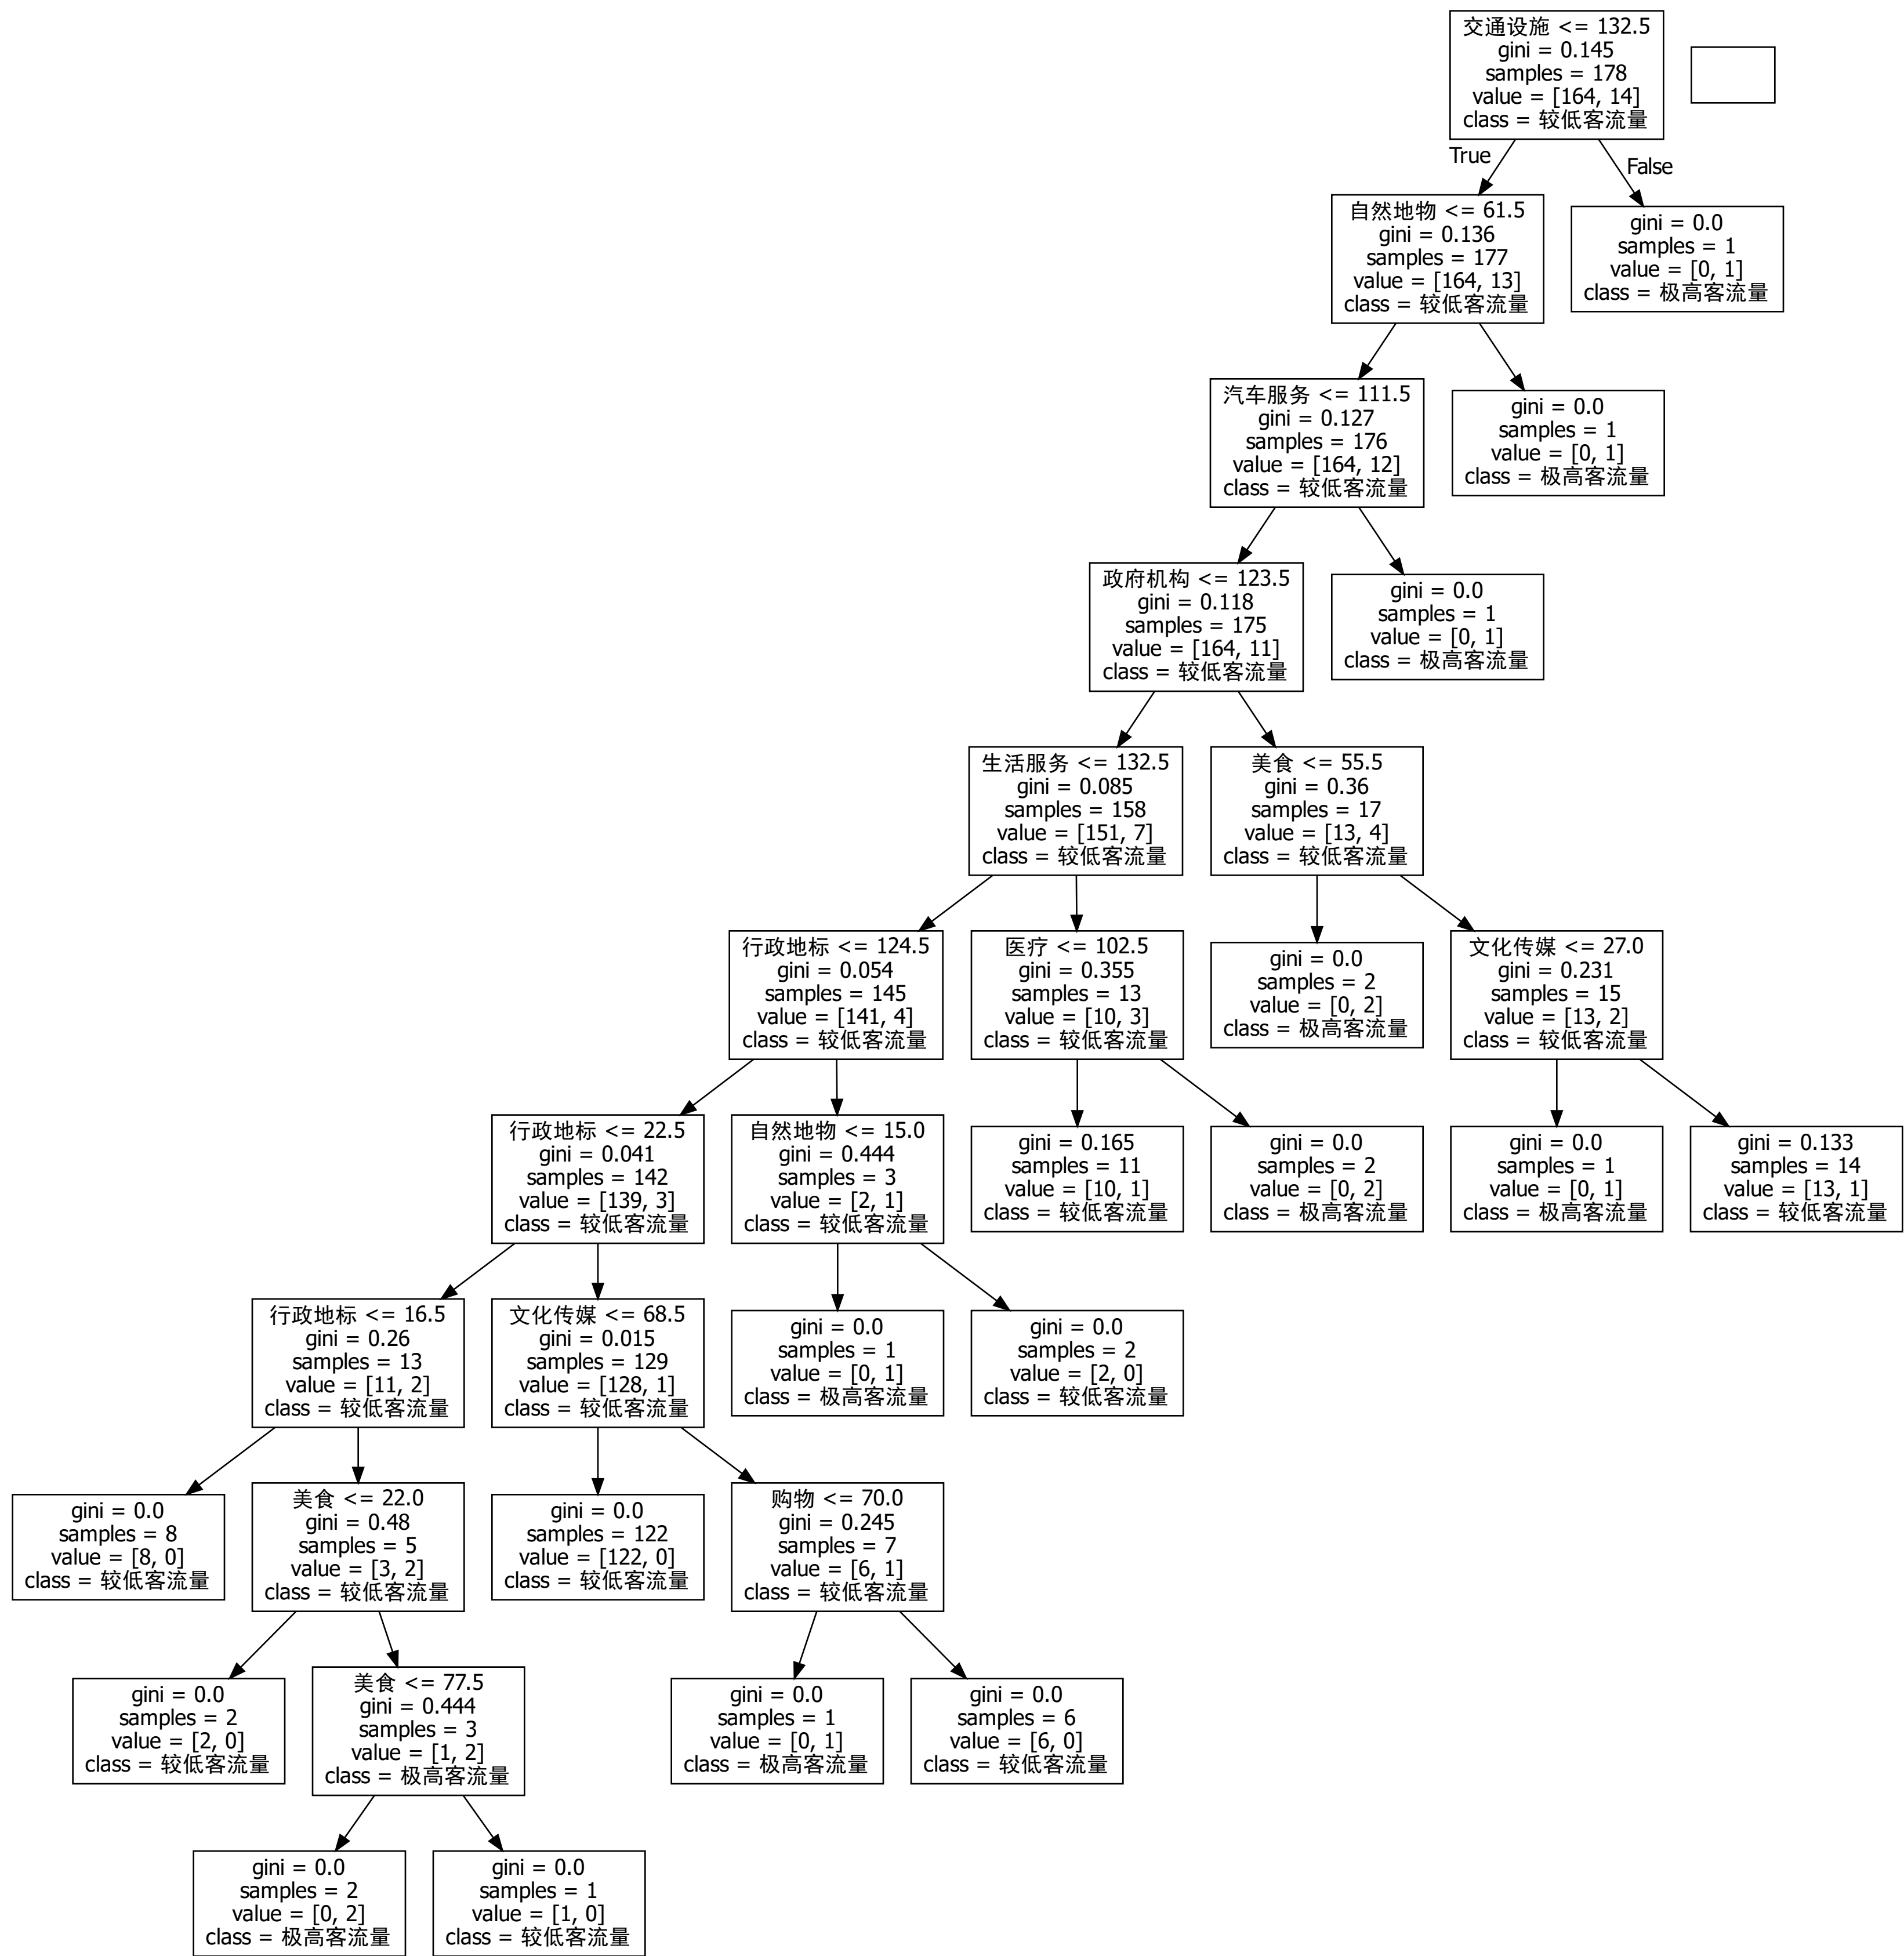 交通设施 <= 132.5
gini = 0.145
samples = 178
value = [164, 14]
class = 较低客流量
True
False
自然地物 <= 61.5
gini = 0.136
samples = 177
value = [164, 13]
class = 较低客流量
gini = 0.0
samples = 1
value = [0, 1]
class = 极高客流量
汽车服务 <= 111.5
gini = 0.127
samples = 176
value = [164, 12]
class = 较低客流量
gini = 0.0
samples = 1
value = [0, 1]
class = 极高客流量
政府机构 <= 123.5
gini = 0.118
samples = 175
value = [164, 11]
class = 较低客流量
gini = 0.0
samples = 1
value = [0, 1]
class = 极高客流量
生活服务 <= 132.5
gini = 0.085
samples = 158
value = [151, 7]
class = 较低客流量
美食 <= 55.5
gini = 0.36
samples = 17
value = [13, 4]
class = 较低客流量
行政地标 <= 124.5
gini = 0.054
samples = 145
value = [141, 4]
class = 较低客流量
医疗 <= 102.5
gini = 0.355
samples = 13
value = [10, 3]
class = 较低客流量
gini = 0.0
samples = 2
value = [0, 2]
class = 极高客流量
文化传媒 <= 27.0
gini = 0.231
samples = 15
value = [13, 2]
class = 较低客流量
行政地标 <= 22.5
gini = 0.041
samples = 142
value = [139, 3]
class = 较低客流量
自然地物 <= 15.0
gini = 0.444
samples = 3
value = [2, 1]
class = 较低客流量
gini = 0.165
samples = 11
value = [10, 1]
class = 较低客流量
gini = 0.0
samples = 2
value = [0, 2]
class = 极高客流量
gini = 0.0
samples = 1
value = [0, 1]
class = 极高客流量
gini = 0.133
samples = 14
value = [13, 1]
class = 较低客流量
行政地标 <= 16.5
gini = 0.26
samples = 13
value = [11, 2]
class = 较低客流量
文化传媒 <= 68.5
gini = 0.015
samples = 129
value = [128, 1]
class = 较低客流量
gini = 0.0
samples = 1
value = [0, 1]
class = 极高客流量
gini = 0.0
samples = 2
value = [2, 0]
class = 较低客流量
gini = 0.0
samples = 8
value = [8, 0]
class = 较低客流量
美食 <= 22.0
gini = 0.48
samples = 5
value = [3, 2]
class = 较低客流量
gini = 0.0
samples = 122
value = [122, 0]
class = 较低客流量
购物 <= 70.0
gini = 0.245
samples = 7
value = [6, 1]
class = 较低客流量
gini = 0.0
samples = 2
value = [2, 0]
class = 较低客流量
美食 <= 77.5
gini = 0.444
samples = 3
value = [1, 2]
class = 极高客流量
gini = 0.0
samples = 1
value = [0, 1]
class = 极高客流量
gini = 0.0
samples = 6
value = [6, 0]
class = 较低客流量
gini = 0.0
samples = 2
value = [0, 2]
class = 极高客流量
gini = 0.0
samples = 1
value = [1, 0]
class = 较低客流量